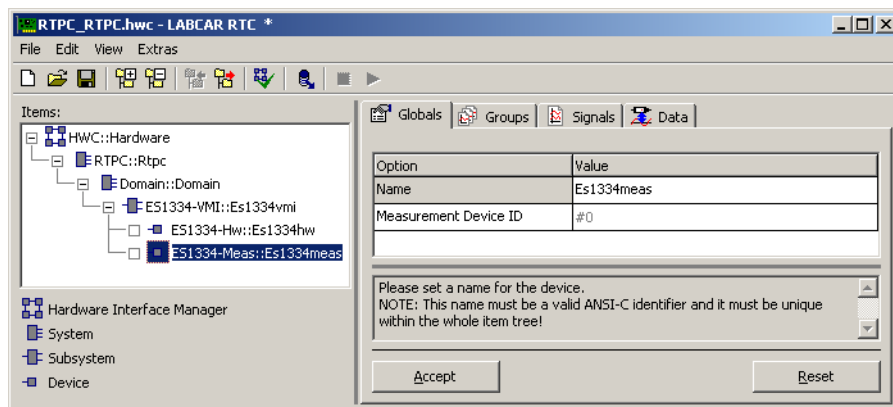 RTPC_RTPC.hwc - LABCAR RTC *
File Edit View Extras
Items:
HWC::Hardware
RTPC::Rtpc
Domain::Domain
ES1334-VMI::Es1334vmi
ES1334-Hw::Es1334hw
ES1334-Meas::Es1334meas
Hardware Interface Manager
System
Subsystem
Device
Globals Groups Signals Data
Option Value
Name Es1334meas
Measurement Device ID #0
Please set a name for the device.
NOTE: This name must be a valid ANSI-C identifier and it must be unique
within the whole item tree!
Accept Reset